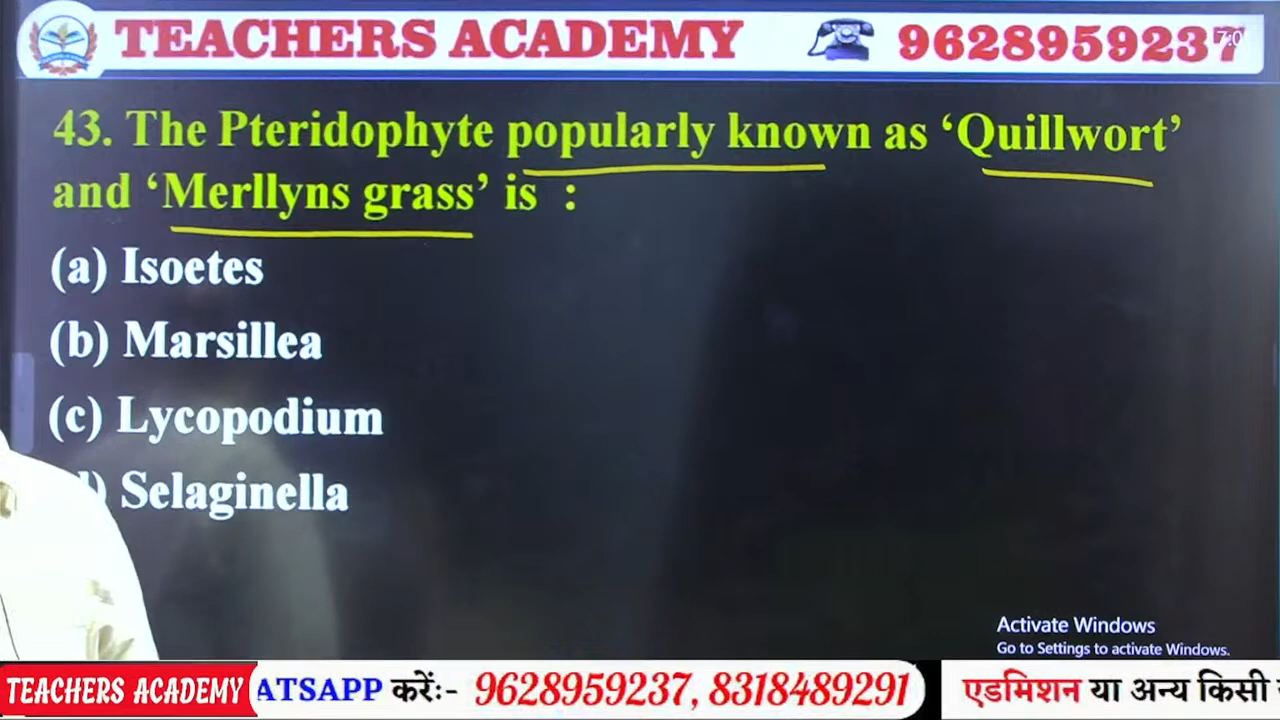 TEACHERS ACADEMY 9628959237
43. The Pteridophyte popularly known as ‘Quillwort’
and ‘Merllyns grass’ is :
(a) Isoetes
(b) Marsillea
(c) Lycopodium
) Selaginella
Activate Windows
Go to Settings to activate Windows.
TEACHERS ACADEMY ATSAPP करेंः- 9628959237, 8318489291 एडमिशन या अन्य किसी